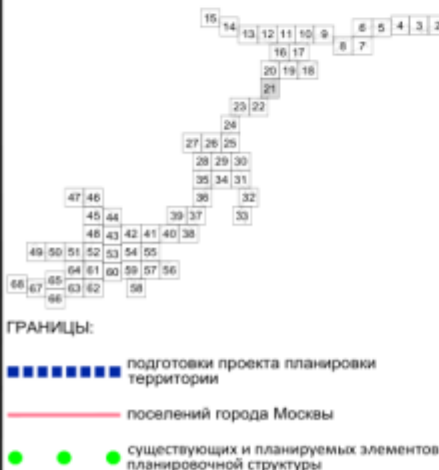 15
14 13 12 11 10 9 6 5 4 3 2
8 7
16 17
20 19 18
21
23 22
24
27 26 25
28 29 30
35 34 31
47 46 36 32
45 44 39 37 33
48 43 42 41 40 38
49 50 51 52 53 54 55
64 61 60 59 57 56
68 67 65 63 62 58
66
ГРАНИЦЫ:
подготовки проекта планировки
территории
поселений города Москвы
существующих и планируемых элементов
планировочной структуры